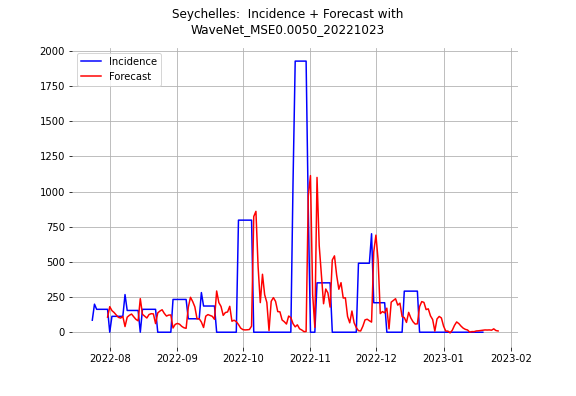 Seychelles:  Incidence + Forecast with
WaveNet_MSE0.0050_20221023
Incidence
Forecast
2000
1750
1500
1250
1000
750
500
250
0
2022-08 2022-09 2022-10 2022-11 2022-12 2023-01 2023-02